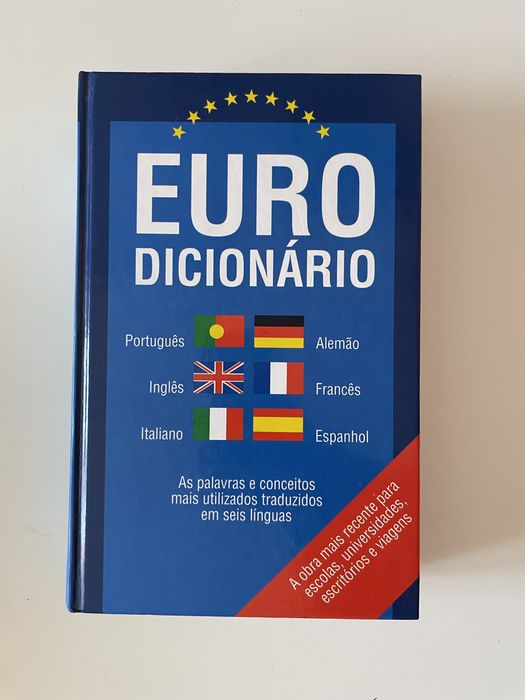 EURO
DICIONÁRIO
Português
Alemão
Inglês
Francês
Italiano
Espanhol
As palavras e conceitos
mais utilizados traduzidos
em seis línguas
A obra mais recente para
escolas, universidades,
escritórios e viagens